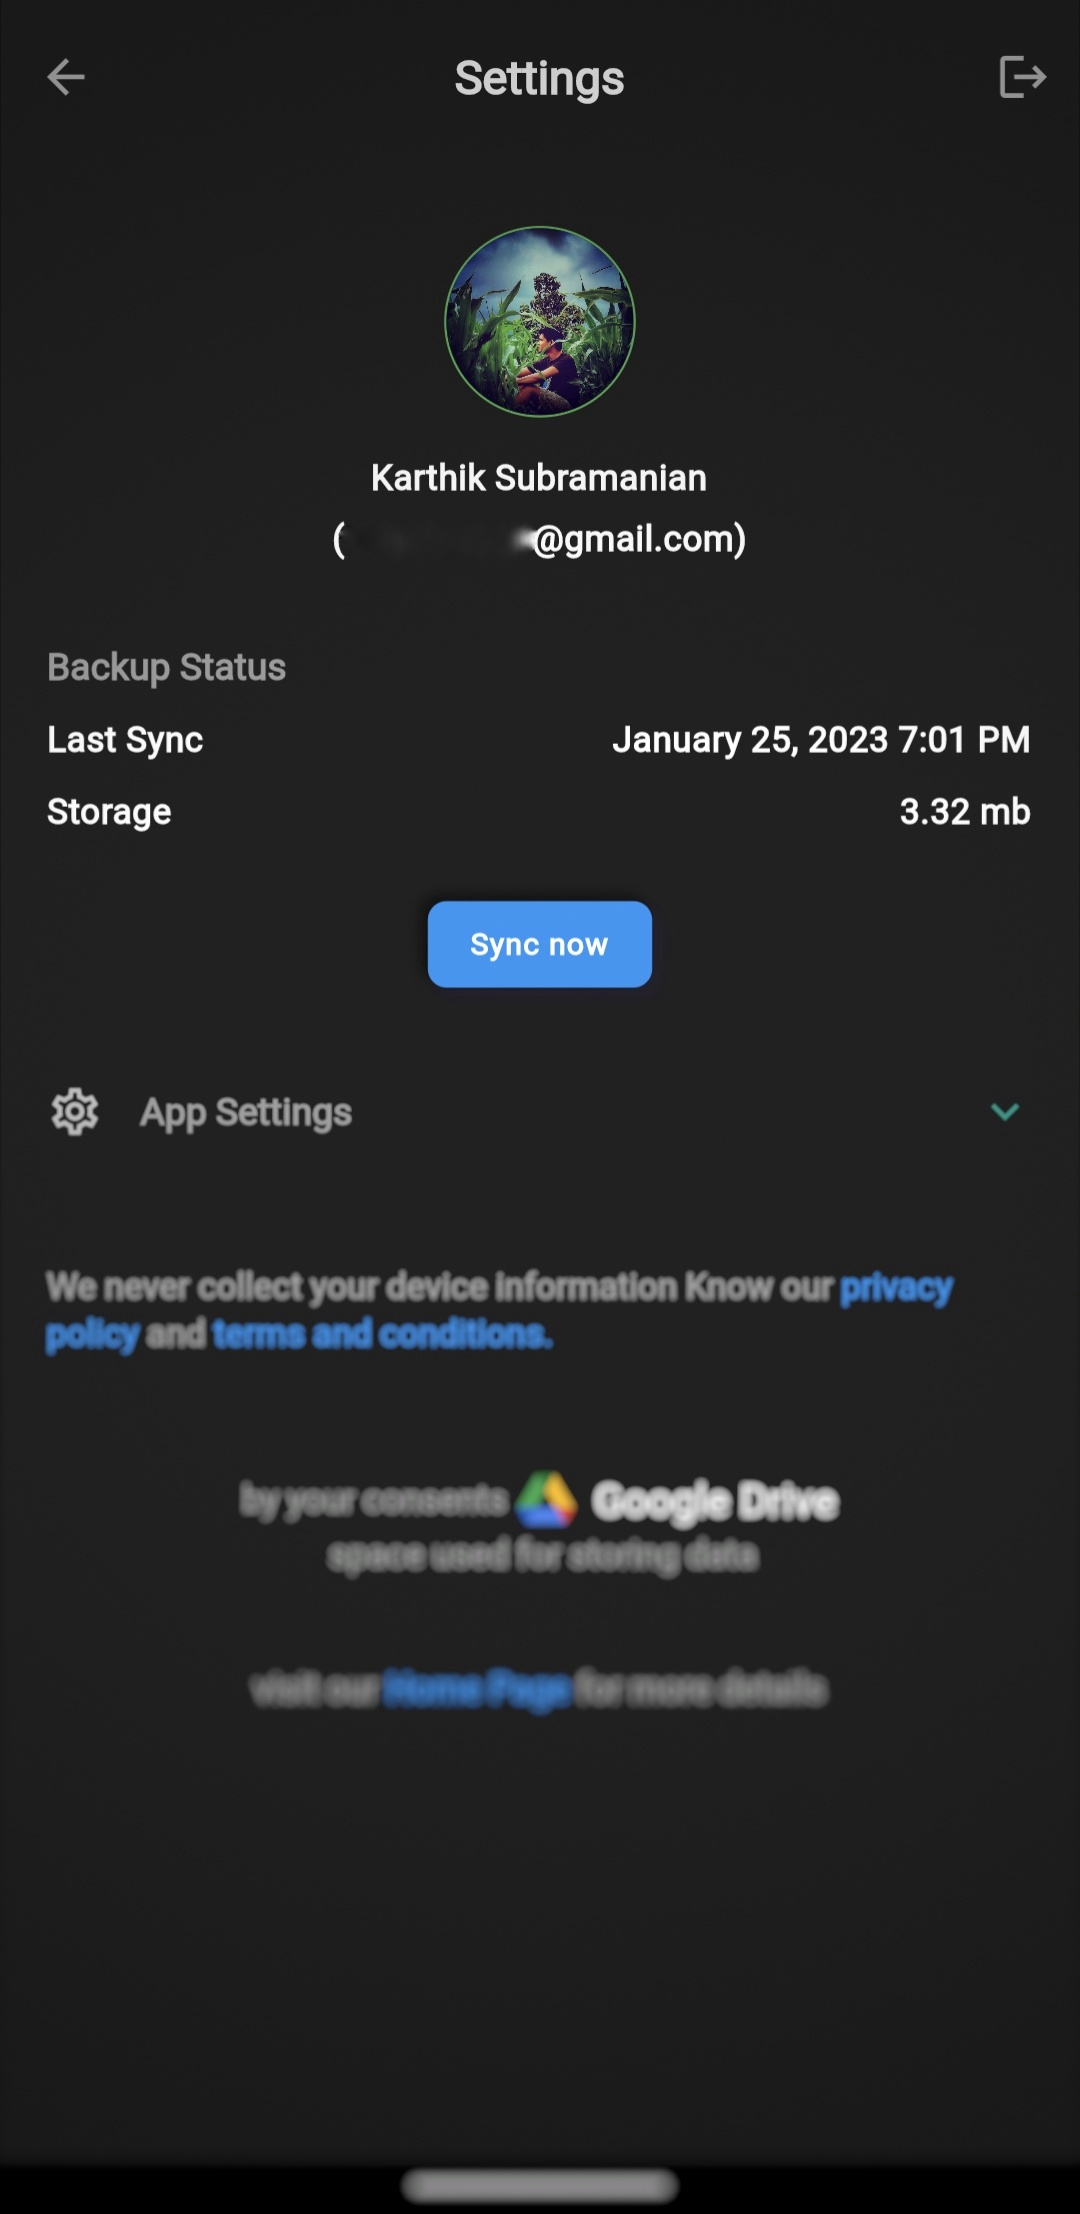 Settings
Karthik Subramanian
( @gmail.com)
Backup Status
Last Sync January 25, 2023 7:01 PM
Storage 3.32 mb
Sync now
App Settings
We never collect your device information Know our privacy
policy and terms and conditions.
by your consents Google Drive
space used for storing data
visit our Home Page for more details